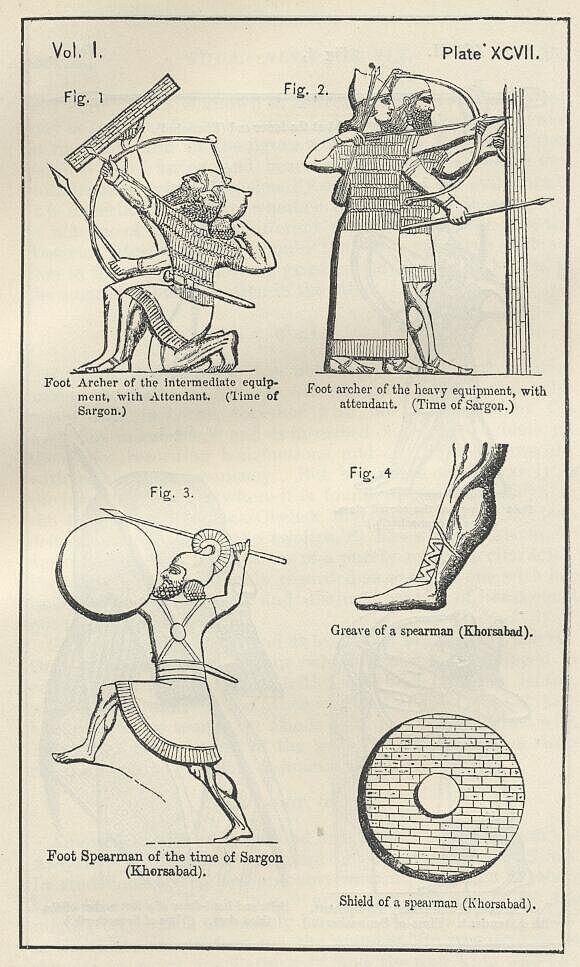 Vol. I.
Plate XCVII.
Fig. 1
Fig. 2.
Foot Archer of the intermediate equip-
ment, with Attendant. (Time of
Sargon.)
Foot archer of the heavy equipment, with
attendant. (Time of Sargon.)
Fig. 3.
Fig. 4
Greave of a spearman (Khorsabad).
Foot Spearman of the time of Sargon
(Khorsabad).
Shield of a spearman (Khorsabad).